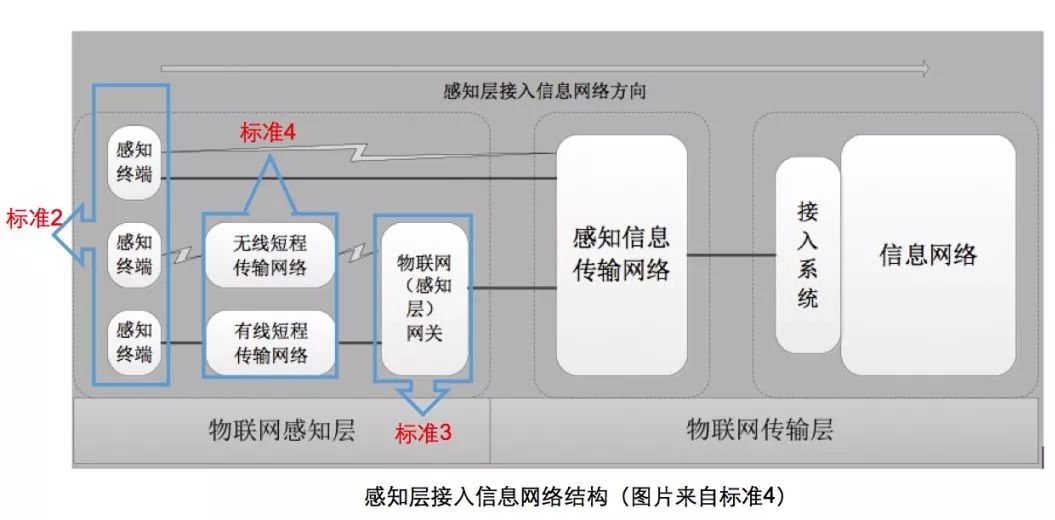 感知层接入信息网络方向
标准4
感知
终端
标准2
感知
终端
无线短程
传输网络
物联网
（感知
层）
网关
感知
终端
有线短程
传输网络
感知信息
传输网络
接
入
系
统
信息网络
标准3
物联网感知层
物联网传输层
感知层接入信息网络结构（图片来自标准4）